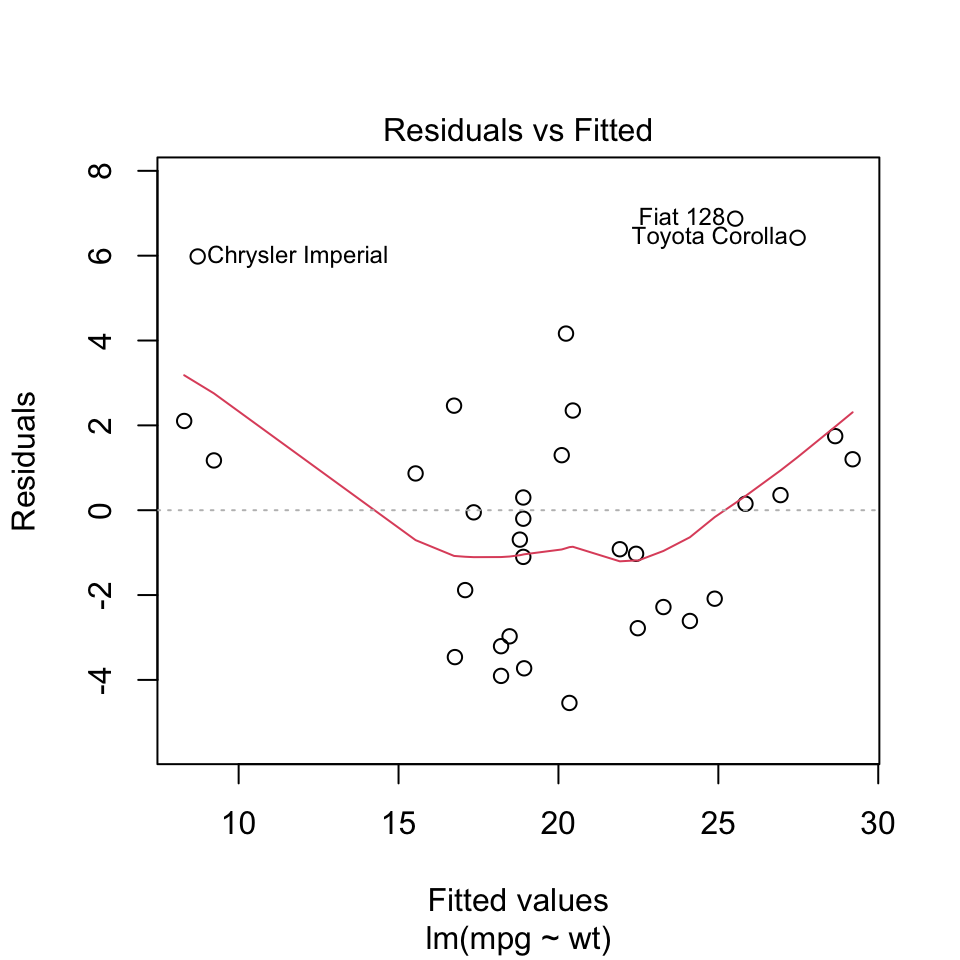 Residuals vs Fitted
8
6
4
2
0
-2
-4
Residuals
Fiat 128
Toyota Corolla
Chrysler Imperial
10 15 20 25 30
Fitted values
lm(mpg ~ wt)